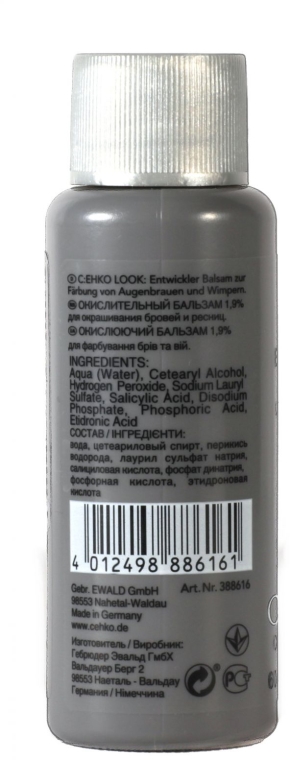 C:EHKO LOOK: Entwickler Balsam zur
Färbung von Augenbrauen und Wimpern.
ОКИСЛИТЕЛЬНЫЙ БАЛЬЗАМ 1,9%
для окрашивания бровей и ресниц.
ОКИСЛЮЮЧИЙ БАЛЬЗАМ 1,9%
для фарбування брів та вій.
INGREDIENTS:
Aqua (Water), Cetearyl Alcohol,
Hydrogen Peroxide, Sodium Lauryl
Sulfate, Salicylic Acid, Disodium
Phosphate, Phosphoric Acid,
Etidronic Acid
СОСТАВ / ІНГРЕДІЄНТИ:
вода, цетеариловый спирт, перикись
водорода, лаурил сульфат натрия,
салициловая кислота, фосфат динатрия,
фосфорная кислота, этидроновая
кислота
4 012498 886161
Gebr. EWALD GmbH Art.Nr. 388616
98553 Nahetal-Waldau
Made in Germany
www.cehko.de
Изготовитель / Виробник:
Гебрюдер Эвальд ГмбХ
Вальдауер Берг 2
98553 Наеталь - Вальдау
Германия / Німеччина